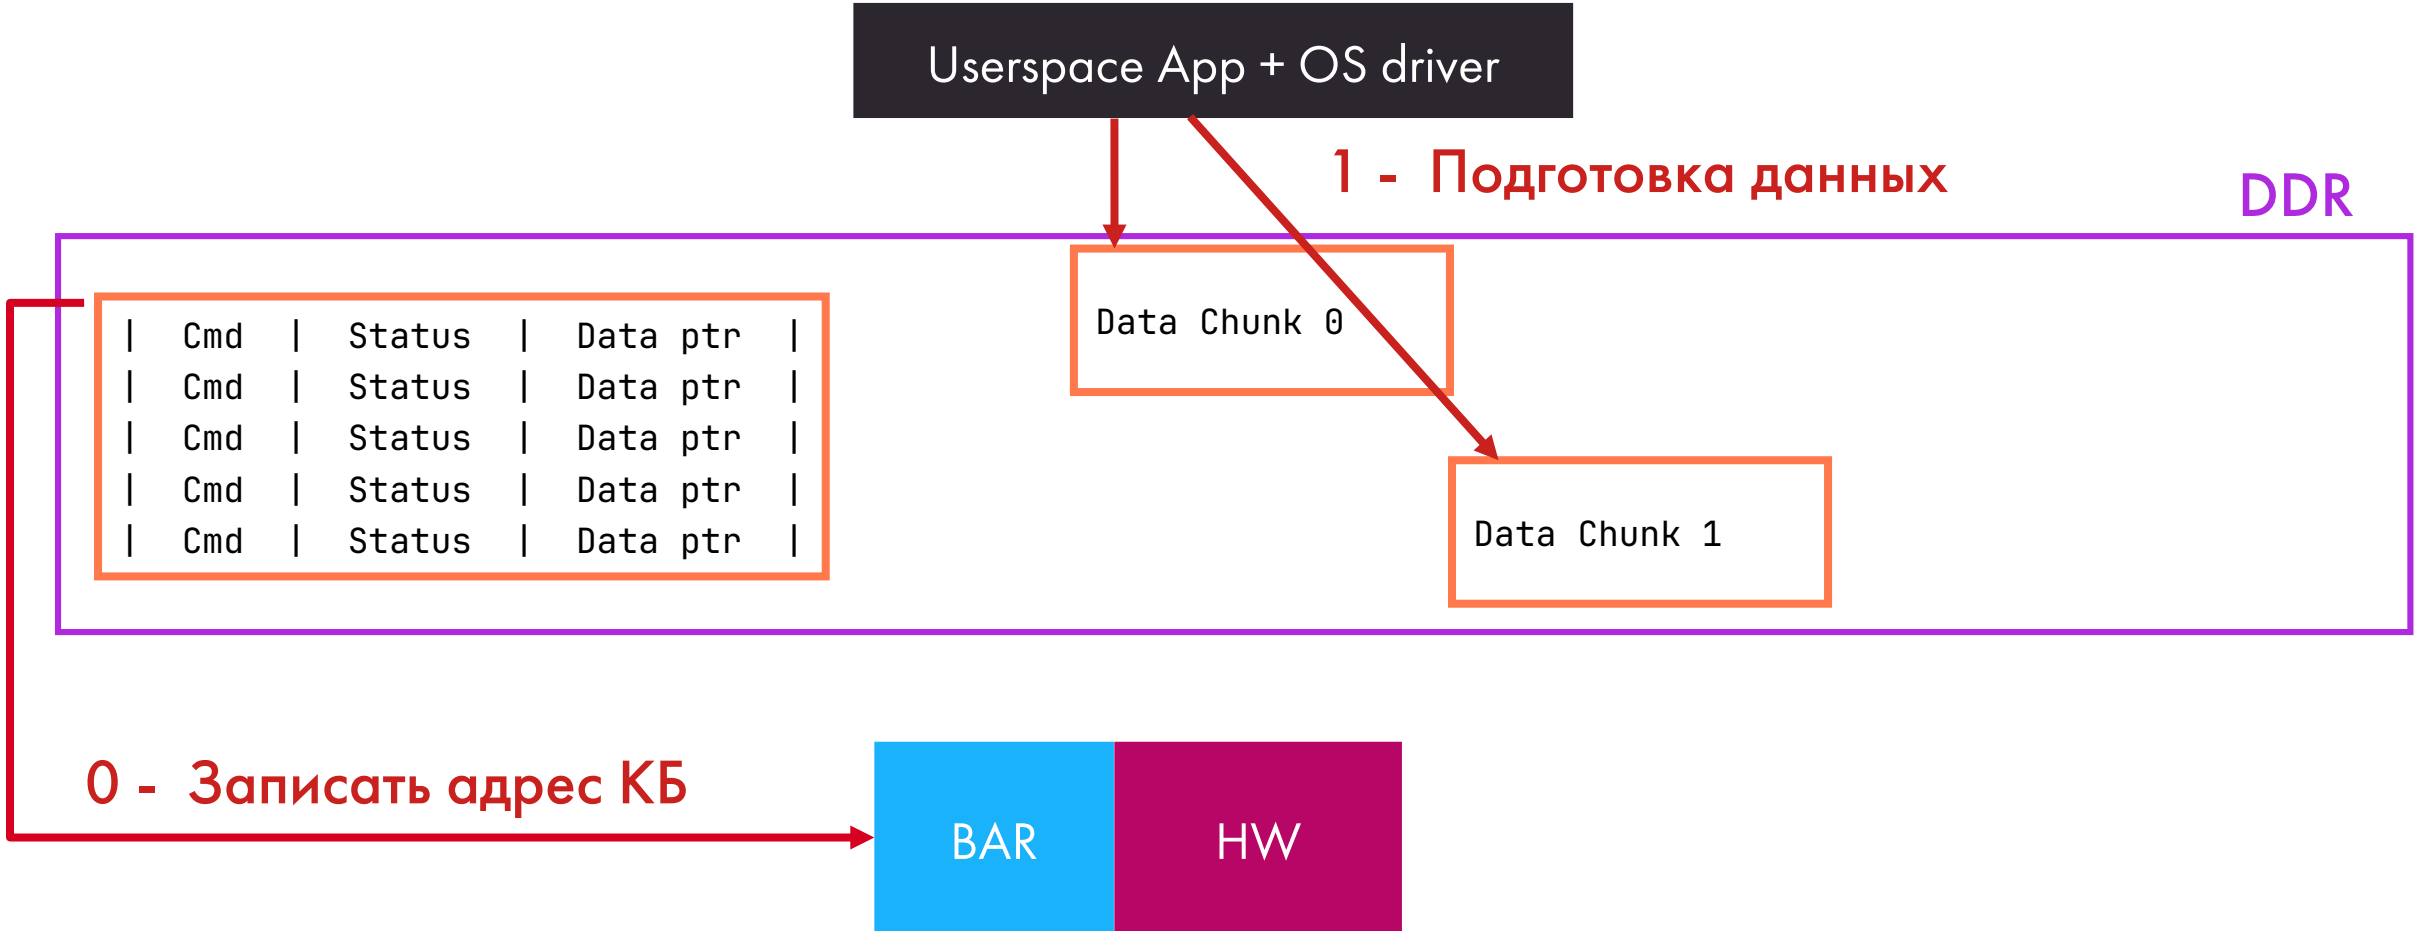 Userspace App + OS driver
1 - Подготовка данных
DDR
| Cmd | Status | Data ptr |
| Cmd | Status | Data ptr |
| Cmd | Status | Data ptr |
| Cmd | Status | Data ptr |
| Cmd | Status | Data ptr |
Data Chunk 0
Data Chunk 1
0 - Записать адрес КБ
BAR
HW